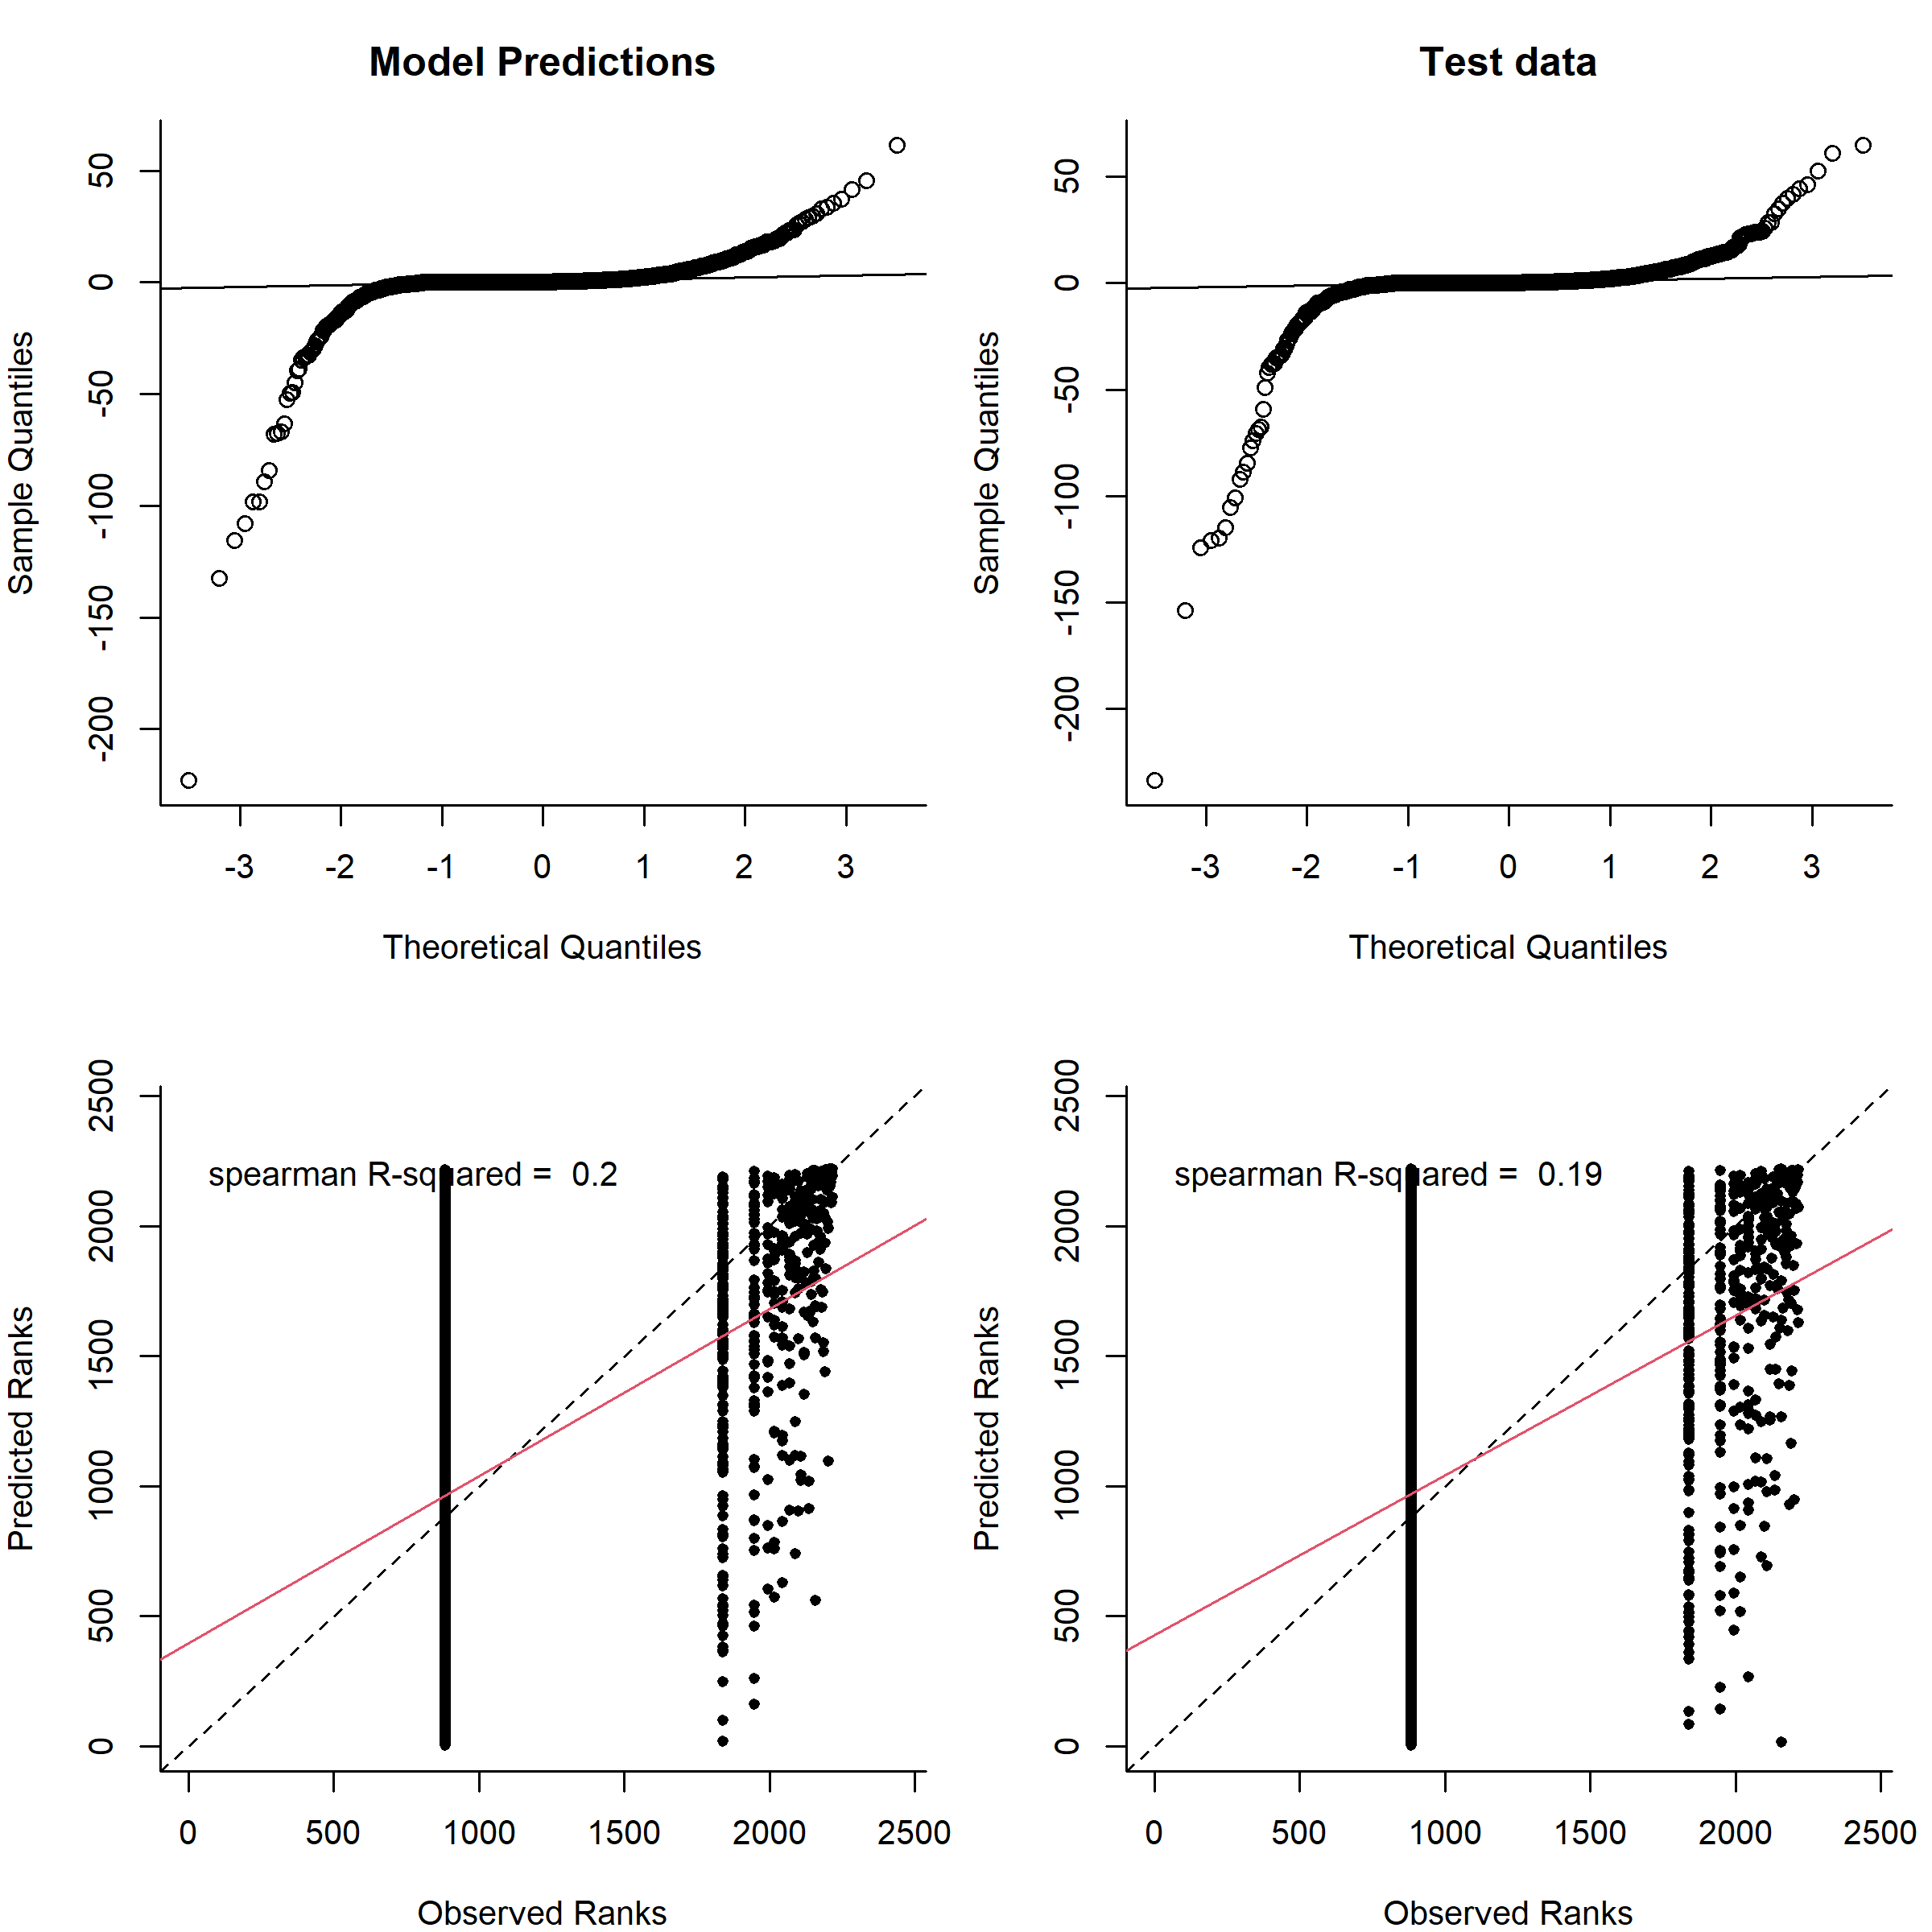 Model Predictions
Sample Quantiles
50
0
-50
-100
-150
-200
-3 -2 -1 0 1 2 3
Theoretical Quantiles
Test data
Sample Quantiles
50
0
-50
-100
-150
-200
-3 -2 -1 0 1 2 3
Theoretical Quantiles
Predicted Ranks
2500
2000
1500
1000
500
0
spearman R-squared = 0.2
0 500 1000 1500 2000 2500
Observed Ranks
Predicted Ranks
2500
2000
1500
1000
500
0
spearman R-squared = 0.19
0 500 1000 1500 2000 2500
Observed Ranks